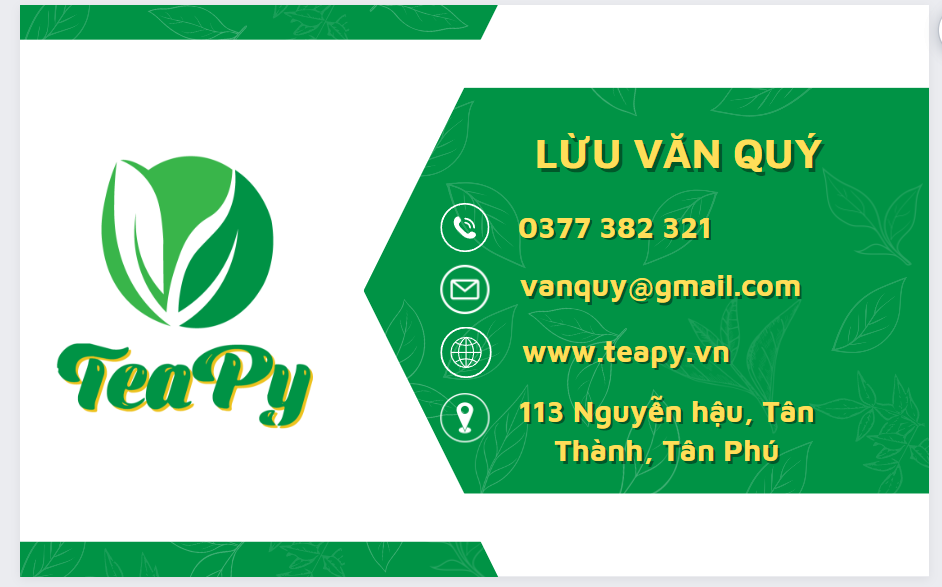 LỪU VĂN QUÝ
0377 382 321
vanquy@gmail.com
www.teapy.vn
113 Nguyễn hậu, Tân
Thành, Tân Phú
TeaPy